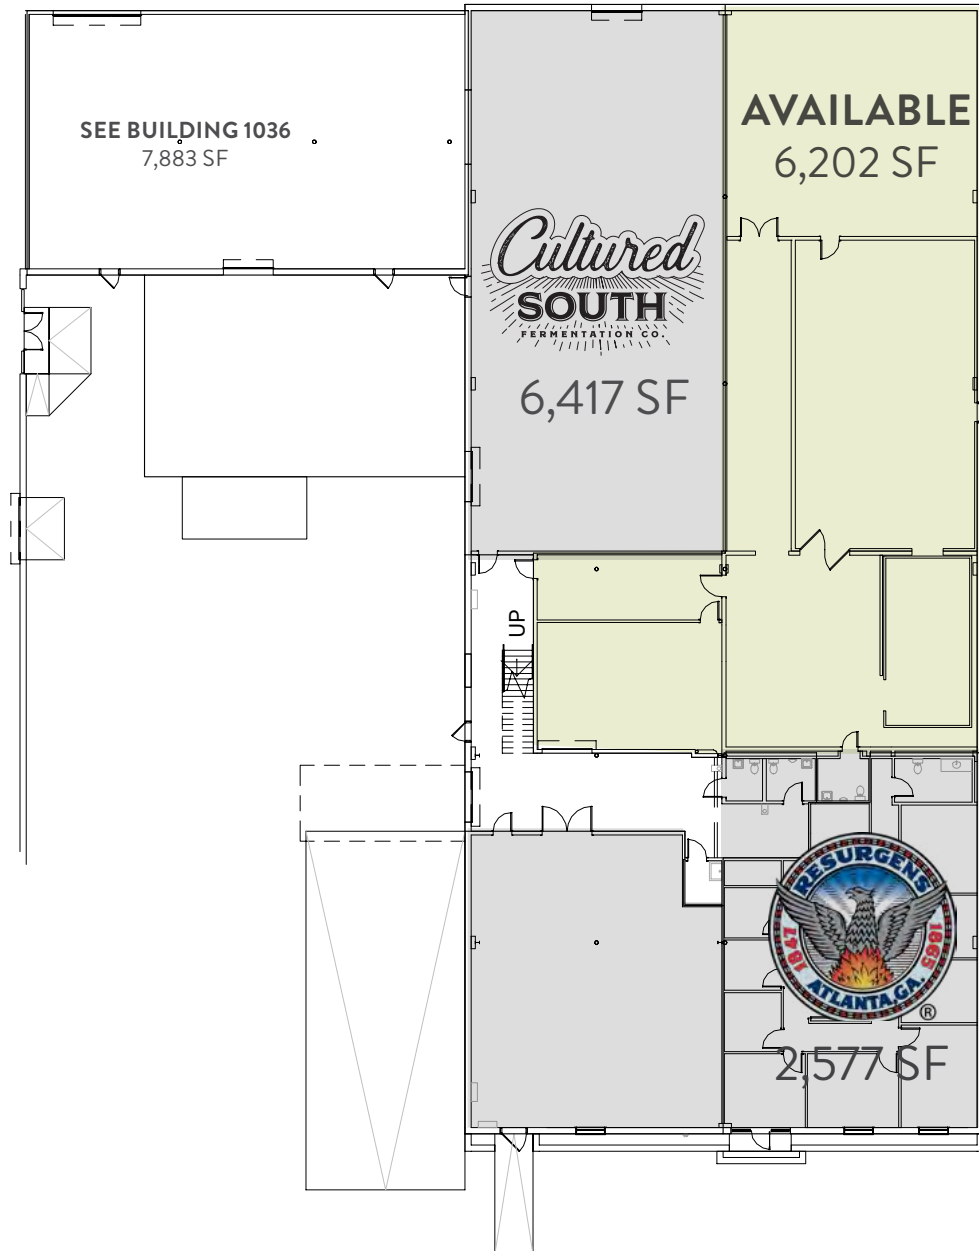 SEE BUILDING 1036
7,883 SF
AVAILABLE
6,202 SF
Cultured
SOUTH
FERMENTATION CO.
6,417 SF
UP
RESURGENS
1847
1865
ATLANTA, GA.
®
2,577 SF